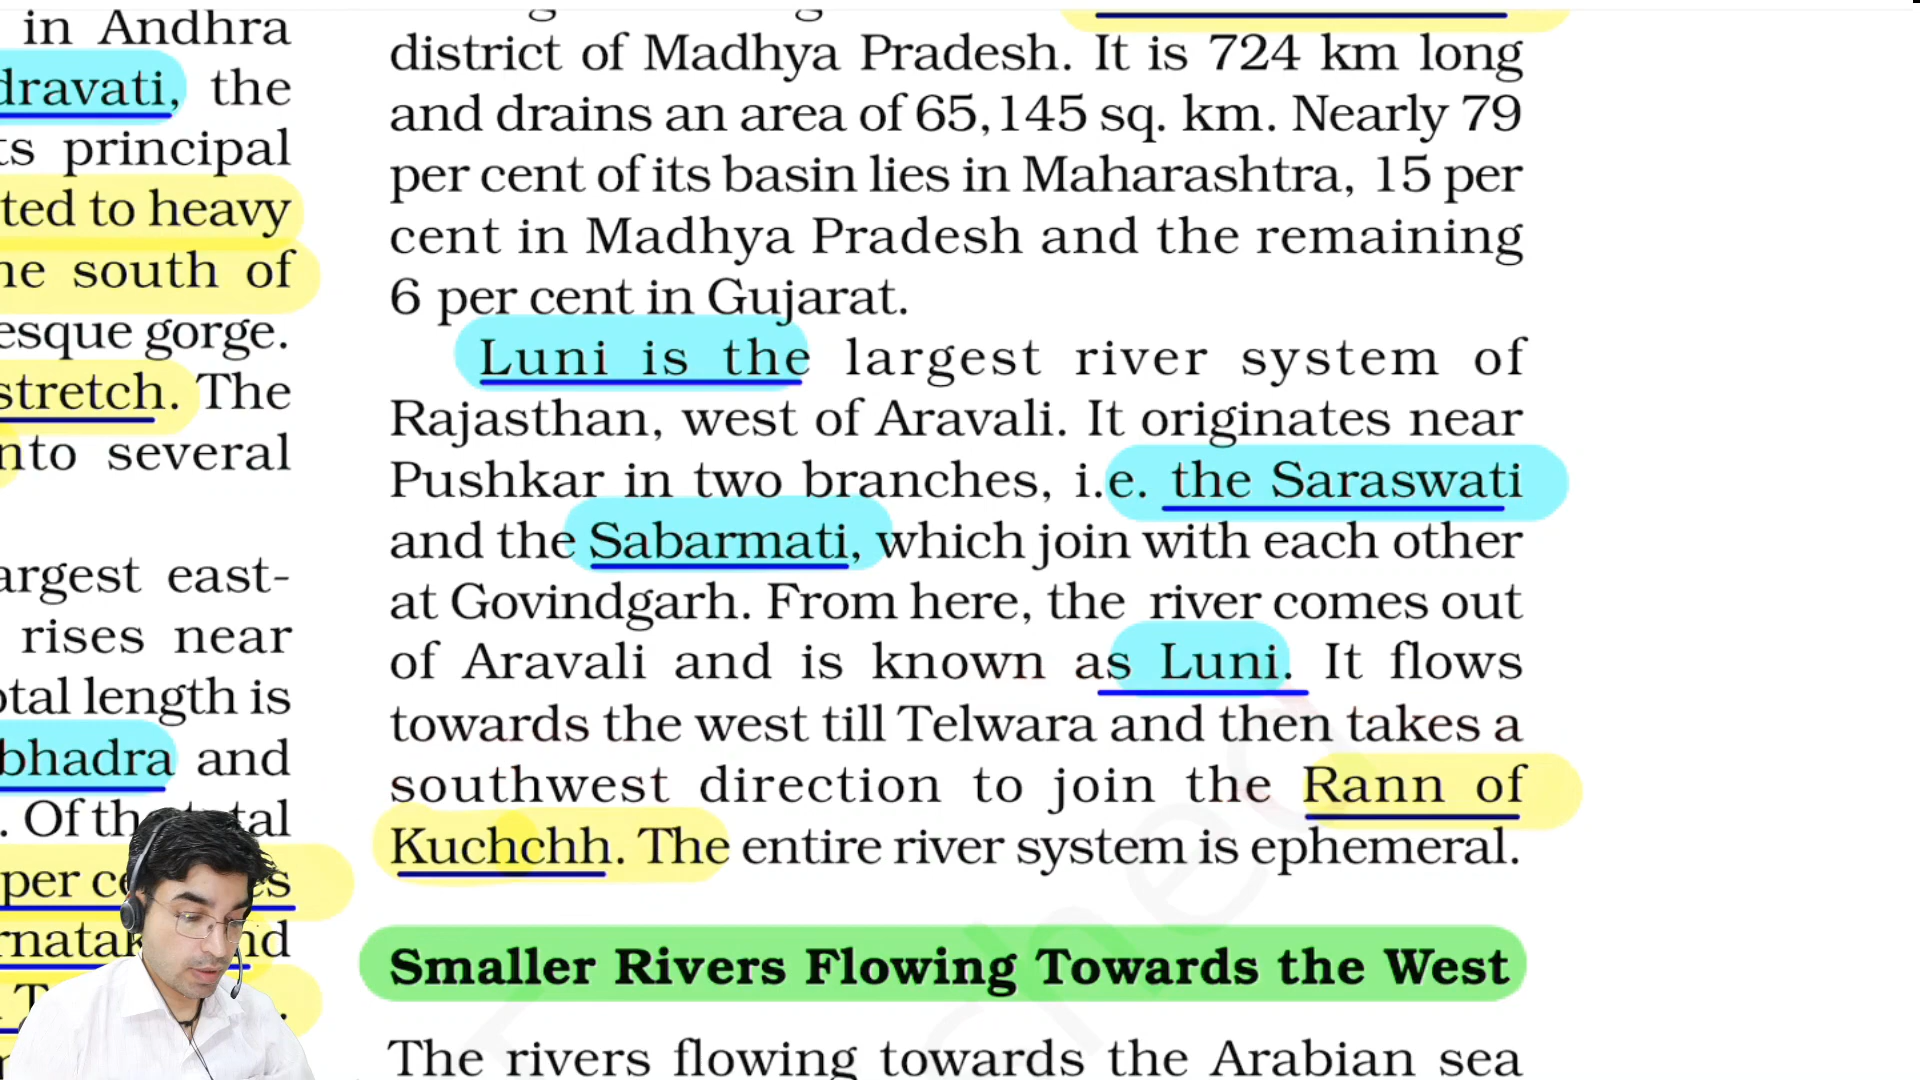 in Andhra
dravati, the
ts principal
ted to heavy
he south of
esque gorge.
stretch. The
nto several
argest east-
rises near
otal length is
bhadra and
. Of the total
per
and
district of Madhya Pradesh. It is 724 km long
and drains an area of 65,145 sq. km. Nearly 79
per cent of its basin lies in Maharashtra, 15 per
cent in Madhya Pradesh and the remaining
6 per cent in Gujarat.
Luni is the largest river system of
Rajasthan, west of Aravali. It originates near
Pushkar in two branches, i.e. the Saraswati
and the Sabarmati, which join with each other
at Govindgarh. From here, the river comes out
of Aravali and is known as Luni. It flows
towards the west till Telwara and then takes a
southwest direction to join the Rann of
Kuchchh. The entire river system is ephemeral.
Smaller Rivers Flowing Towards the West
The rivers flowing towards the Arabian sea